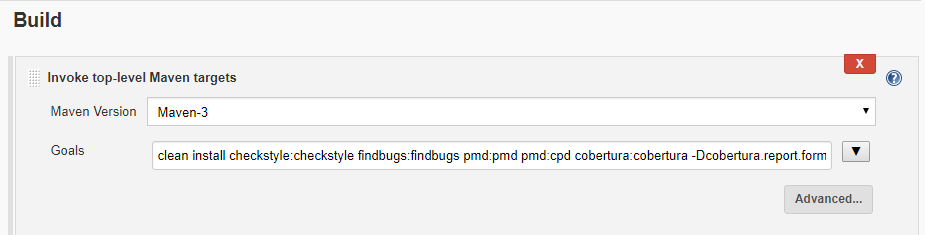 Build
Invoke top-level Maven targets
X
?
Maven Version
Maven-3
Goals
clean install checkstyle:checkstyle findbugs:findbugs pmd:pmd pmd:cpd cobertura:cobertura -Dcobertura.report.form
Advanced...